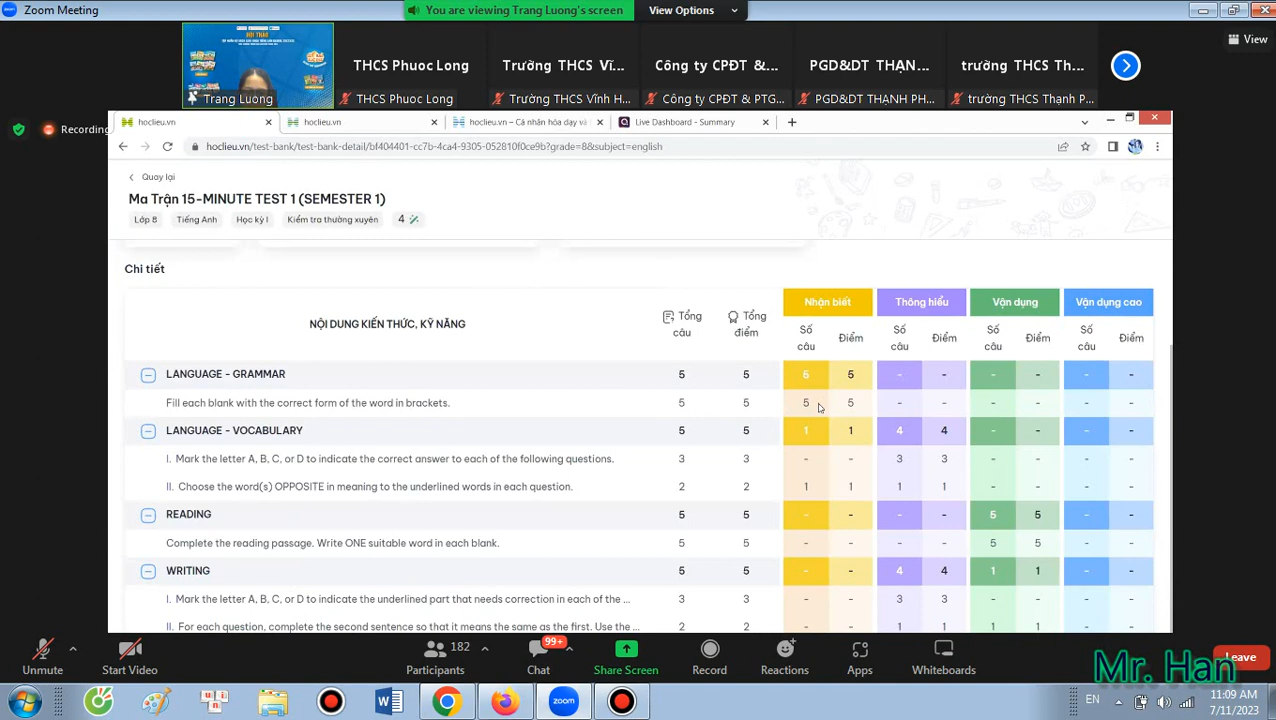 Zoom Meeting
You are viewing Trang Luong's screen
View Options
View
HỘI THẢO
Trang Luong
THCS Phuoc Long
THCS Phuoc Long
Trường THCS Vĩ...
Trường THCS Vĩnh H...
Công ty CPĐT &...
Công ty CPĐT & PTG...
PGD&DT THẠN...
PGD&DT THẠNH PH...
trường THCS Th...
trường THCS Thạnh P...
Recording
hoclieu.vn
hoclieu.vn
hoclieu.vn – Cá nhân hóa dạy và
Live Dashboard - Summary
hoclieu.vn/test-bank/test-bank-detail/bf404401-cc7b-4ca4-9305-052810f0ce9b?grade=8&subject=english
Quay lại
Ma Trận 15-MINUTE TEST 1 (SEMESTER 1)
Lớp 8 Tiếng Anh Học kỳ I Kiểm tra thường xuyên 4
Chi tiết
NỘI DUNG KIẾN THỨC, KỸ NĂNG Tổng câu Tổng điểm Nhận biết Thông hiểu Vận dụng Vận dụng cao
Số câu Điểm Số câu Điểm Số câu Điểm Số câu Điểm
LANGUAGE - GRAMMAR 5 5 5 5 - - - - - -
Fill each blank with the correct form of the word in brackets. 5 5 5 5 - - - - - -
LANGUAGE - VOCABULARY 5 5 1 1 4 4 - - - -
I. Mark the letter A, B, C, or D to indicate the correct answer to each of the following questions. 3 3 - - 3 3 - - - -
II. Choose the word(s) OPPOSITE in meaning to the underlined words in each question. 2 2 1 1 1 1 - - - -
READING 5 5 - - - - 5 5 - -
Complete the reading passage. Write ONE suitable word in each blank. 5 5 - - - - 5 5 - -
WRITING 5 5 - - 4 4 1 1 - -
I. Mark the letter A, B, C, or D to indicate the underlined part that needs correction in each of the ... 3 3 - - 3 3 - - - -
II. For each question, complete the second sentence so that it means the same as the first. Use the ... 2 2 - - 1 1 1 1 - -
Unmute
Start Video
182
Participants
99+
Chat
Share Screen
Record
Reactions
Apps
Whiteboards
Leave
Mr. Han
EN
11:09 AM
7/11/2023